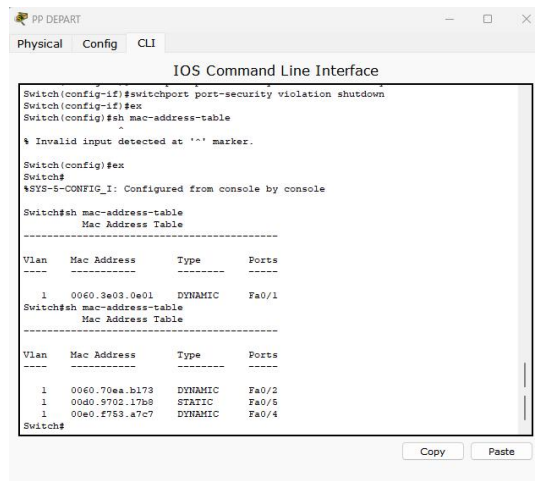 PP DEPART
Physical Config CLI
IOS Command Line Interface
Switch(config-if)#switchport port-security violation shutdown
Switch(config-if)#ex
Switch(config)#sh mac-address-table
^
% Invalid input detected at '^' marker.
Switch(config)#ex
Switch#
%SYS-5-CONFIG_I: Configured from console by console
Switch#sh mac-address-table
Mac Address Table
-------------------------------------------
Vlan Mac Address Type Ports
---- ----------- -------- -----
1 0060.3e03.0e01 DYNAMIC Fa0/1
Switch#sh mac-address-table
Mac Address Table
-------------------------------------------
Vlan Mac Address Type Ports
---- ----------- -------- -----
1 0060.70ea.b173 DYNAMIC Fa0/2
1 00d0.9702.17b8 STATIC Fa0/5
1 00e0.f753.a7c7 DYNAMIC Fa0/4
Switch#
Copy Paste